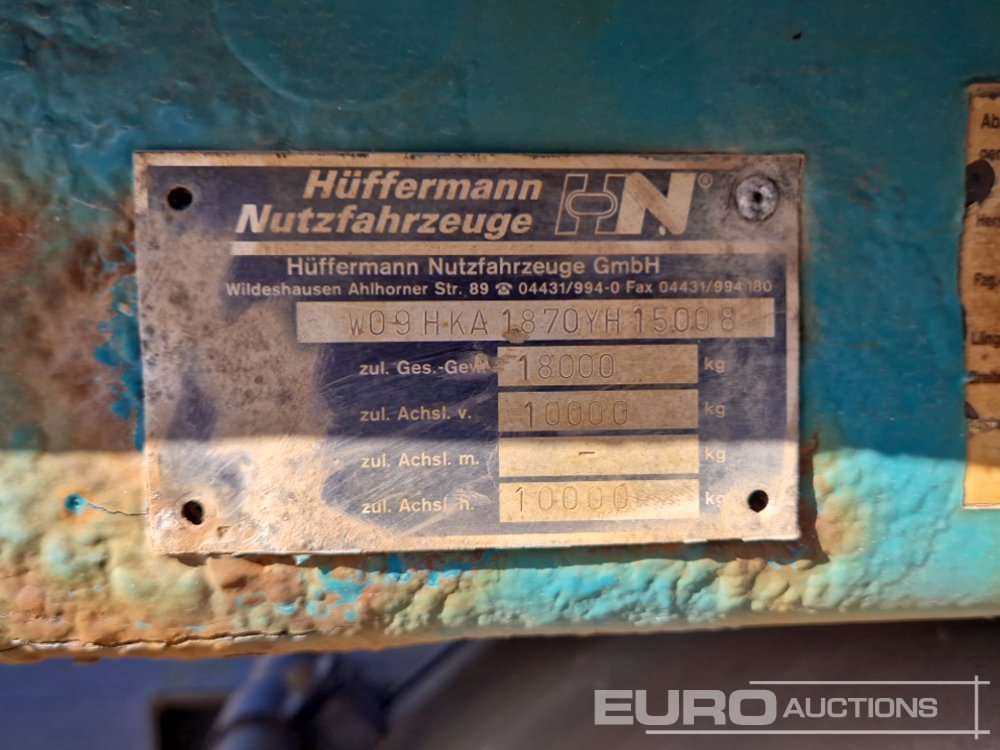 Hüffermann
Nutzfahrzeuge HN®
Hüffermann Nutzfahrzeuge GmbH
Wildeshausen Ahlhorner Str. 89 ☎ 04431/994-0 Fax 04431/994 180
W09HKA1870YH15008
zul. Ges.-Gew. 18000 kg
zul. Achsl. v. 10000 kg
zul. Achsl. m. - kg
zul. Achsl. h. 10000 kg
Ab
EURO AUCTIONS